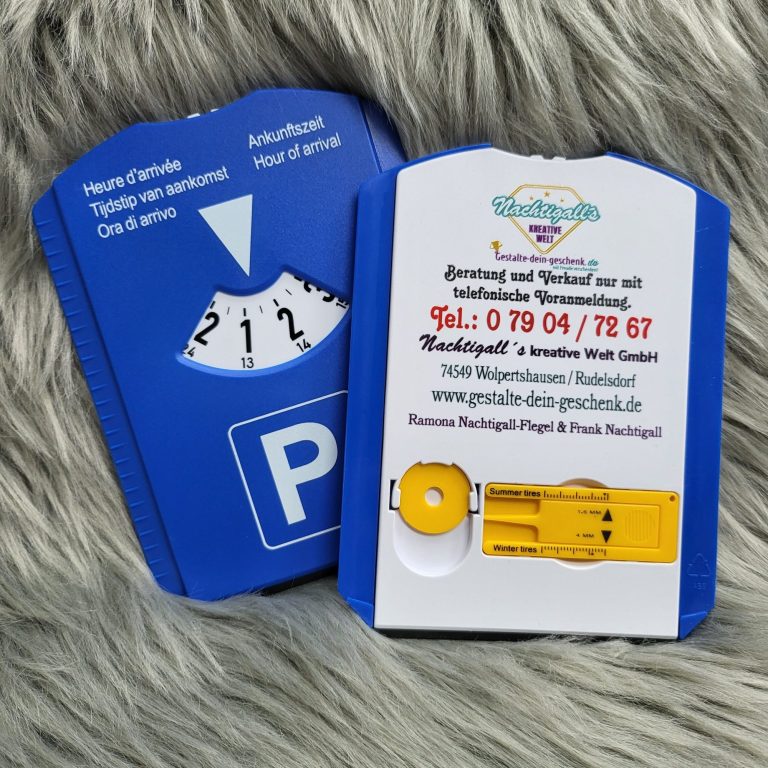 Heure d'arrivée
Tijdstip van aankomst
Ora di arrivo
Ankunftszeit
Hour of arrival
2 1 2
24 13 14
P
Nachtigall's
KREATIVE
WELT
Gestalte-dein-geschenk.de
Beratung und Verkauf nur mit
telefonische Voranmeldung.
Tel.: 0 79 04 / 72 67
Nachtigall´s kreative Welt GmbH
74549 Wolpertshausen / Rudelsdorf
www.gestalte-dein-geschenk.de
Ramona Nachtigall-Flegel & Frank Nachtigall
Summer tires
1,6 MM
4 MM
Winter tires